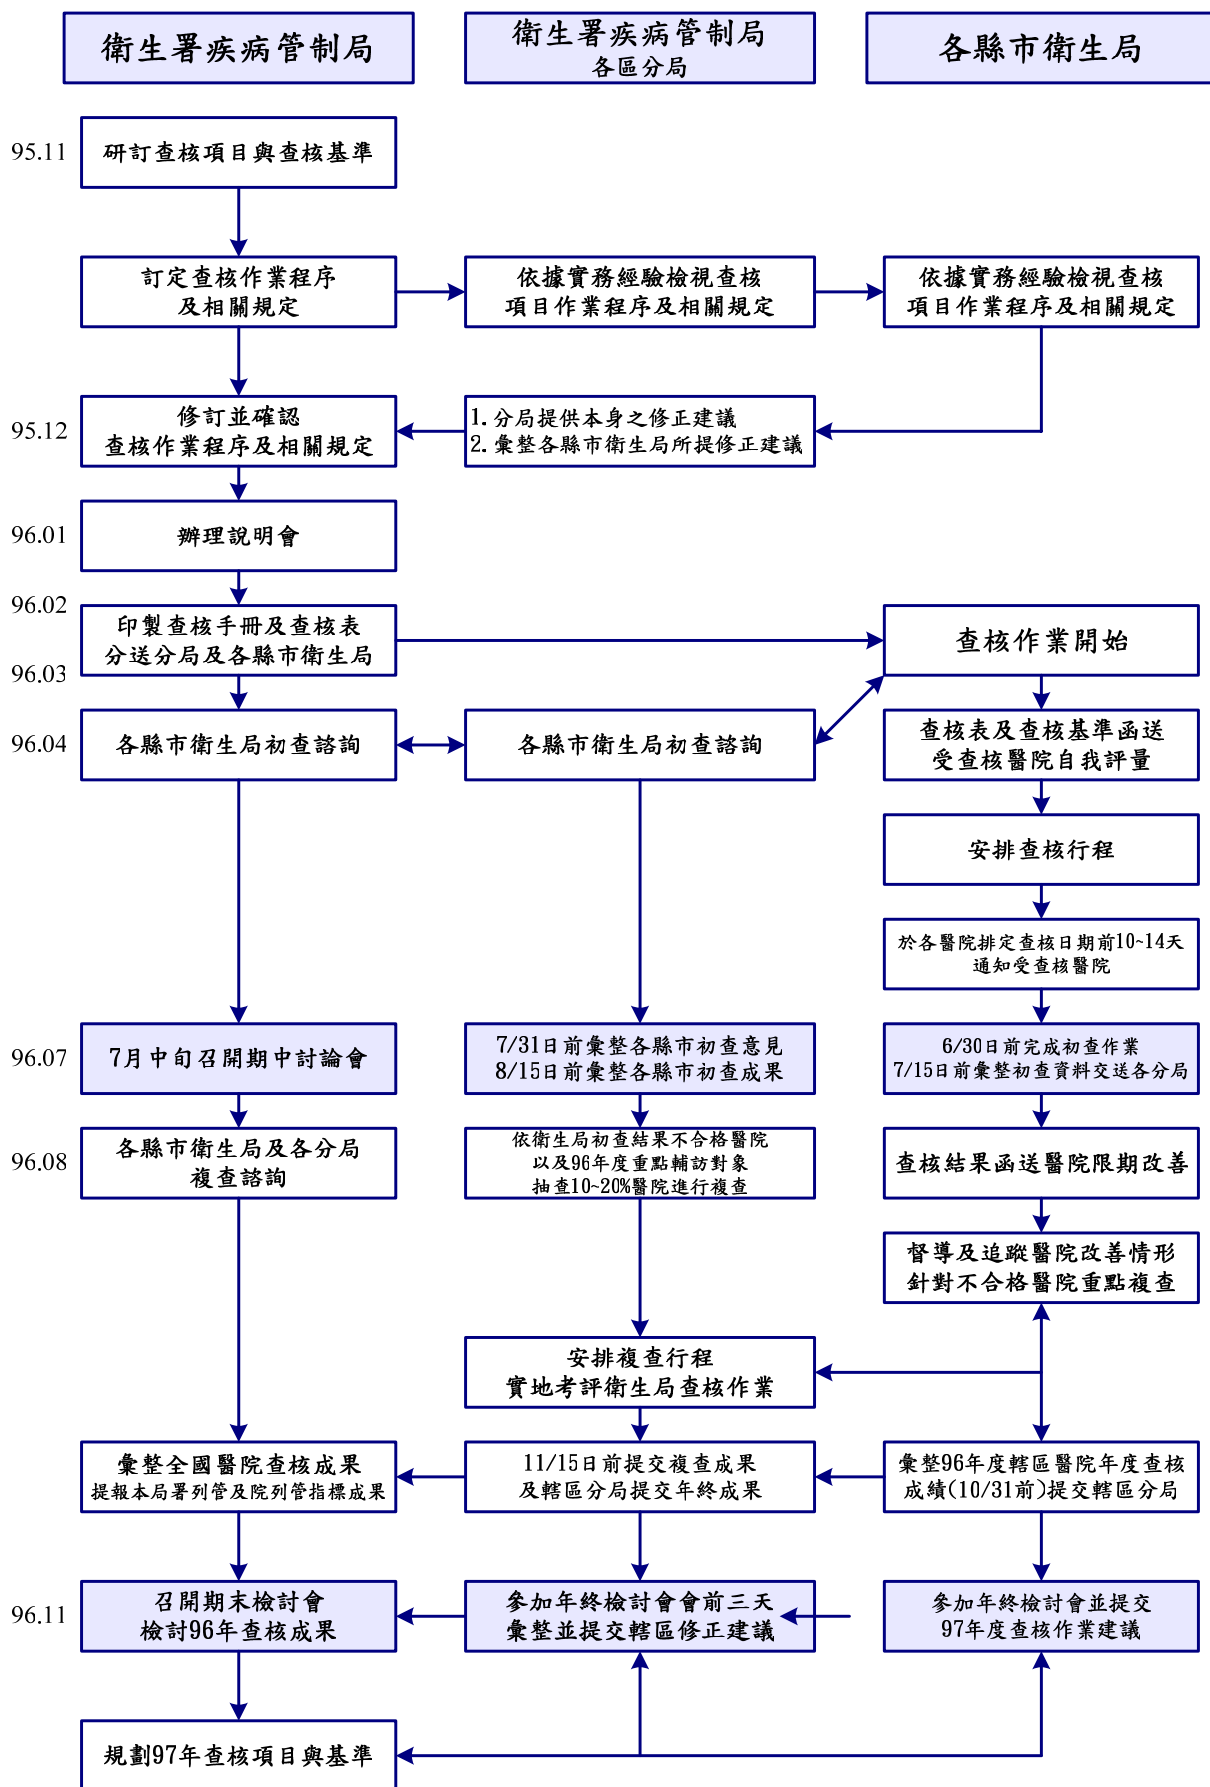 衛生署疾病管制局
衛生署疾病管制局
各區分局
各縣市衛生局
95.11
研訂查核項目與查核基準
訂定查核作業程序
及相關規定
依據實務經驗檢視查核
項目作業程序及相關規定
依據實務經驗檢視查核
項目作業程序及相關規定
95.12
修訂並確認
查核作業程序及相關規定
1. 分局提供本身之修正建議
2. 彙整各縣市衛生局所提修正建議
96.01
辦理說明會
96.02
印製查核手冊及查核表
分送分局及各縣市衛生局
查核作業開始
96.03
96.04
各縣市衛生局初查諮詢
各縣市衛生局初查諮詢
查核表及查核基準函送
受查核醫院自我評量
安排查核行程
於各醫院排定查核日期前10~14天
通知受查核醫院
96.07
7月中旬召開期中討論會
7/31日前彙整各縣市初查意見
8/15日前彙整各縣市初查成果
6/30日前完成初查作業
7/15日前彙整初查資料交送各分局
96.08
各縣市衛生局及各分局
複查諮詢
依衛生局初查結果不合格醫院
以及96年度重點輔訪對象
抽查10~20%醫院進行複查
查核結果函送醫院限期改善
督導及追蹤醫院改善情形
針對不合格醫院重點複查
安排複查行程
實地考評衛生局查核作業
彙整全國醫院查核成果
提報本局署列管及院列管指標成果
11/15日前提交複查成果
及轄區分局提交年終成果
彙整96年度轄區醫院年度查核
成績(10/31前)提交轄區分局
96.11
召開期末檢討會
檢討96年查核成果
參加年終檢討會會前三天
彙整並提交轄區修正建議
參加年終檢討會並提交
97年度查核作業建議
規劃97年查核項目與基準